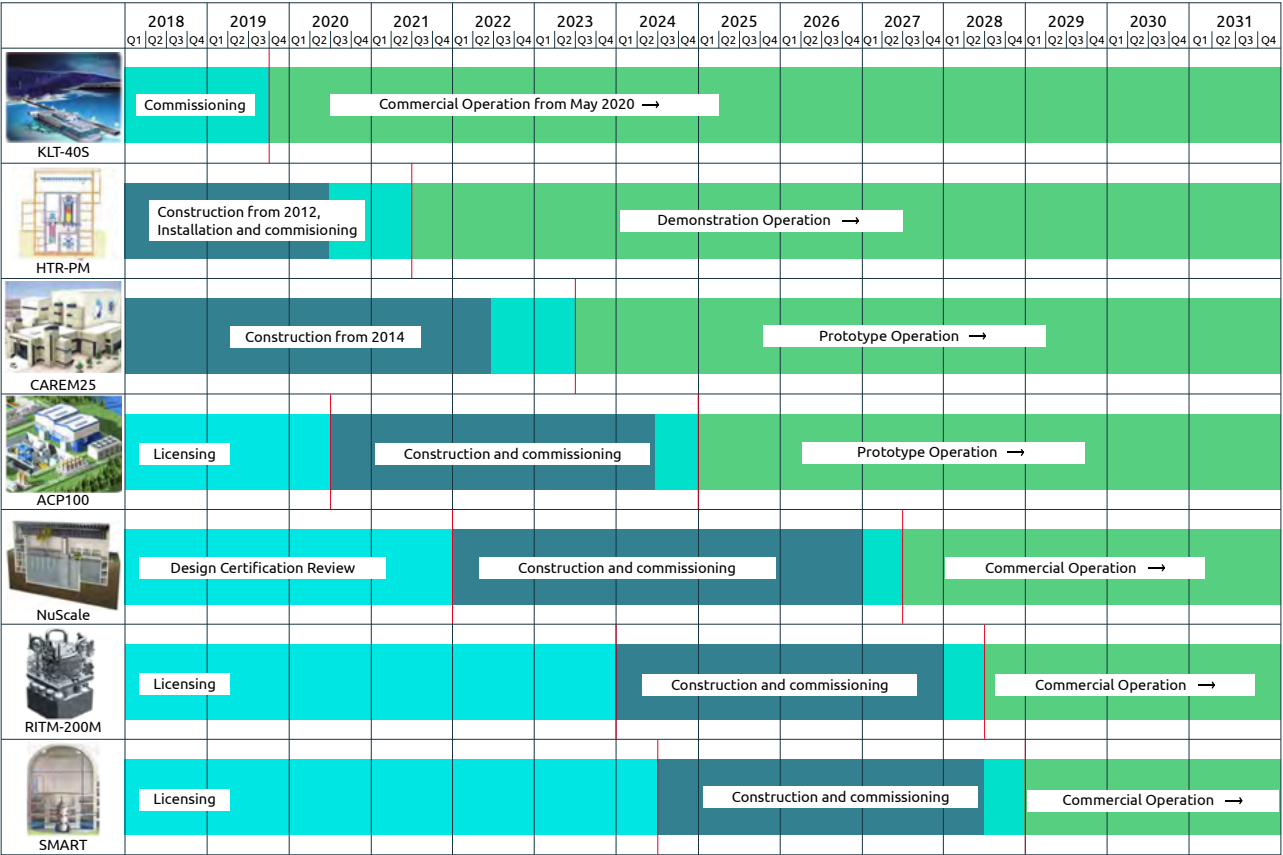 2018 2019 2020 2021 2022 2023 2024 2025 2026 2027 2028 2029 2030 2031
Q1 Q2 Q3 Q4 Q1 Q2 Q3 Q4 Q1 Q2 Q3 Q4 Q1 Q2 Q3 Q4 Q1 Q2 Q3 Q4 Q1 Q2 Q3 Q4 Q1 Q2 Q3 Q4 Q1 Q2 Q3 Q4 Q1 Q2 Q3 Q4 Q1 Q2 Q3 Q4 Q1 Q2 Q3 Q4 Q1 Q2 Q3 Q4 Q1 Q2 Q3 Q4 Q1 Q2 Q3 Q4
Commissioning Commercial Operation from May 2020 →
KLT-40S
Construction from 2012,
Installation and commisioning
Demonstration Operation →
HTR-PM
Construction from 2014 Prototype Operation →
CAREM25
Licensing Construction and commissioning Prototype Operation →
ACP100
Design Certification Review Construction and commissioning Commercial Operation →
NuScale
Licensing Construction and commissioning Commercial Operation →
RITM-200M
Licensing Construction and commissioning Commercial Operation →
SMART